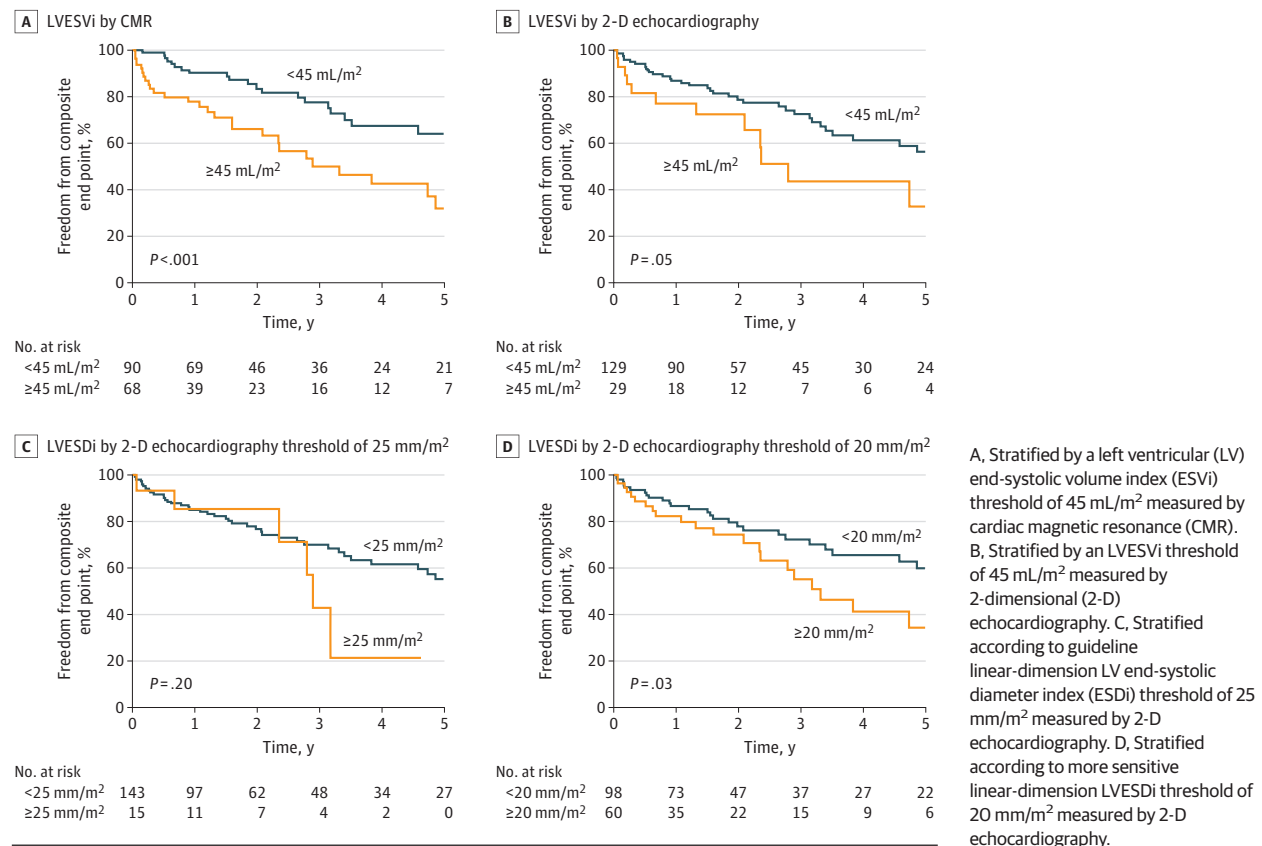 A LVESVi by CMR
Freedom from composite
end point, %
100
80
60
40
20
0
<45 mL/m²
≥45 mL/m²
P<.001
0 1 2 3 4 5
Time, y
No. at risk
<45 mL/m² 90 69 46 36 24 21
≥45 mL/m² 68 39 23 16 12 7
B LVESVi by 2-D echocardiography
Freedom from composite
end point, %
100
80
60
40
20
0
<45 mL/m²
≥45 mL/m²
P=.05
0 1 2 3 4 5
Time, y
No. at risk
<45 mL/m² 129 90 57 45 30 24
≥45 mL/m² 29 18 12 7 6 4
C LVESDi by 2-D echocardiography threshold of 25 mm/m²
Freedom from composite
end point, %
100
80
60
40
20
0
<25 mm/m²
≥25 mm/m²
P=.20
0 1 2 3 4 5
Time, y
No. at risk
<25 mm/m² 143 97 62 48 34 27
≥25 mm/m² 15 11 7 4 2 0
D LVESDi by 2-D echocardiography threshold of 20 mm/m²
Freedom from composite
end point, %
100
80
60
40
20
0
<20 mm/m²
≥20 mm/m²
P=.03
0 1 2 3 4 5
Time, y
No. at risk
<20 mm/m² 98 73 47 37 27 22
≥20 mm/m² 60 35 22 15 9 6
A, Stratified by a left ventricular (LV)
end-systolic volume index (ESVi)
threshold of 45 mL/m² measured by
cardiac magnetic resonance (CMR).
B, Stratified by an LVESVi threshold
of 45 mL/m² measured by
2-dimensional (2-D)
echocardiography. C, Stratified
according to guideline
linear-dimension LV end-systolic
diameter index (ESDi) threshold of 25
mm/m² measured by 2-D
echocardiography. D, Stratified
according to more sensitive
linear-dimension LVESDi threshold of
20 mm/m² measured by 2-D
echocardiography.